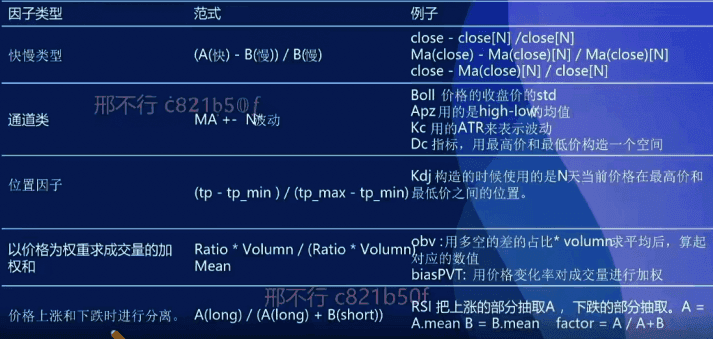 因子类型 范式 例子
快慢类型 (A(快) - B(慢)) / B(慢) close - close[N] /close[N]
Ma(close) - Ma(close)[N] / Ma(close)[N]
close - Ma(close)[N] / close[N]
邢不行 c821b50f
通道类 MA +- N波动 Boll 价格的收盘价的std
Apz 用的是high-low的均值
Kc 用的ATR来表示波动
Dc 指标，用最高价和最低价构造一个空间
位置因子 (tp - tp_min ) / (tp_max - tp_min) Kdj 构造的时候使用的是N天当前价格在最高价和
最低价之间的位置。
以价格为权重求成交量的加
权和 Ratio * Volumn / (Ratio * Volumn)
Mean obv :用多空的差的占比* volumn求平均后，算起
对应的数值
biasPVT: 用价格变化率对成交量进行加权
邢不行 c821b50f
价格上涨和下跌时进行分离。 A(long) / (A(long) + B(short)) RSI 把上涨的部分抽取A ，下跌的部分抽取。A =
A.mean B = B.mean factor = A / A+B